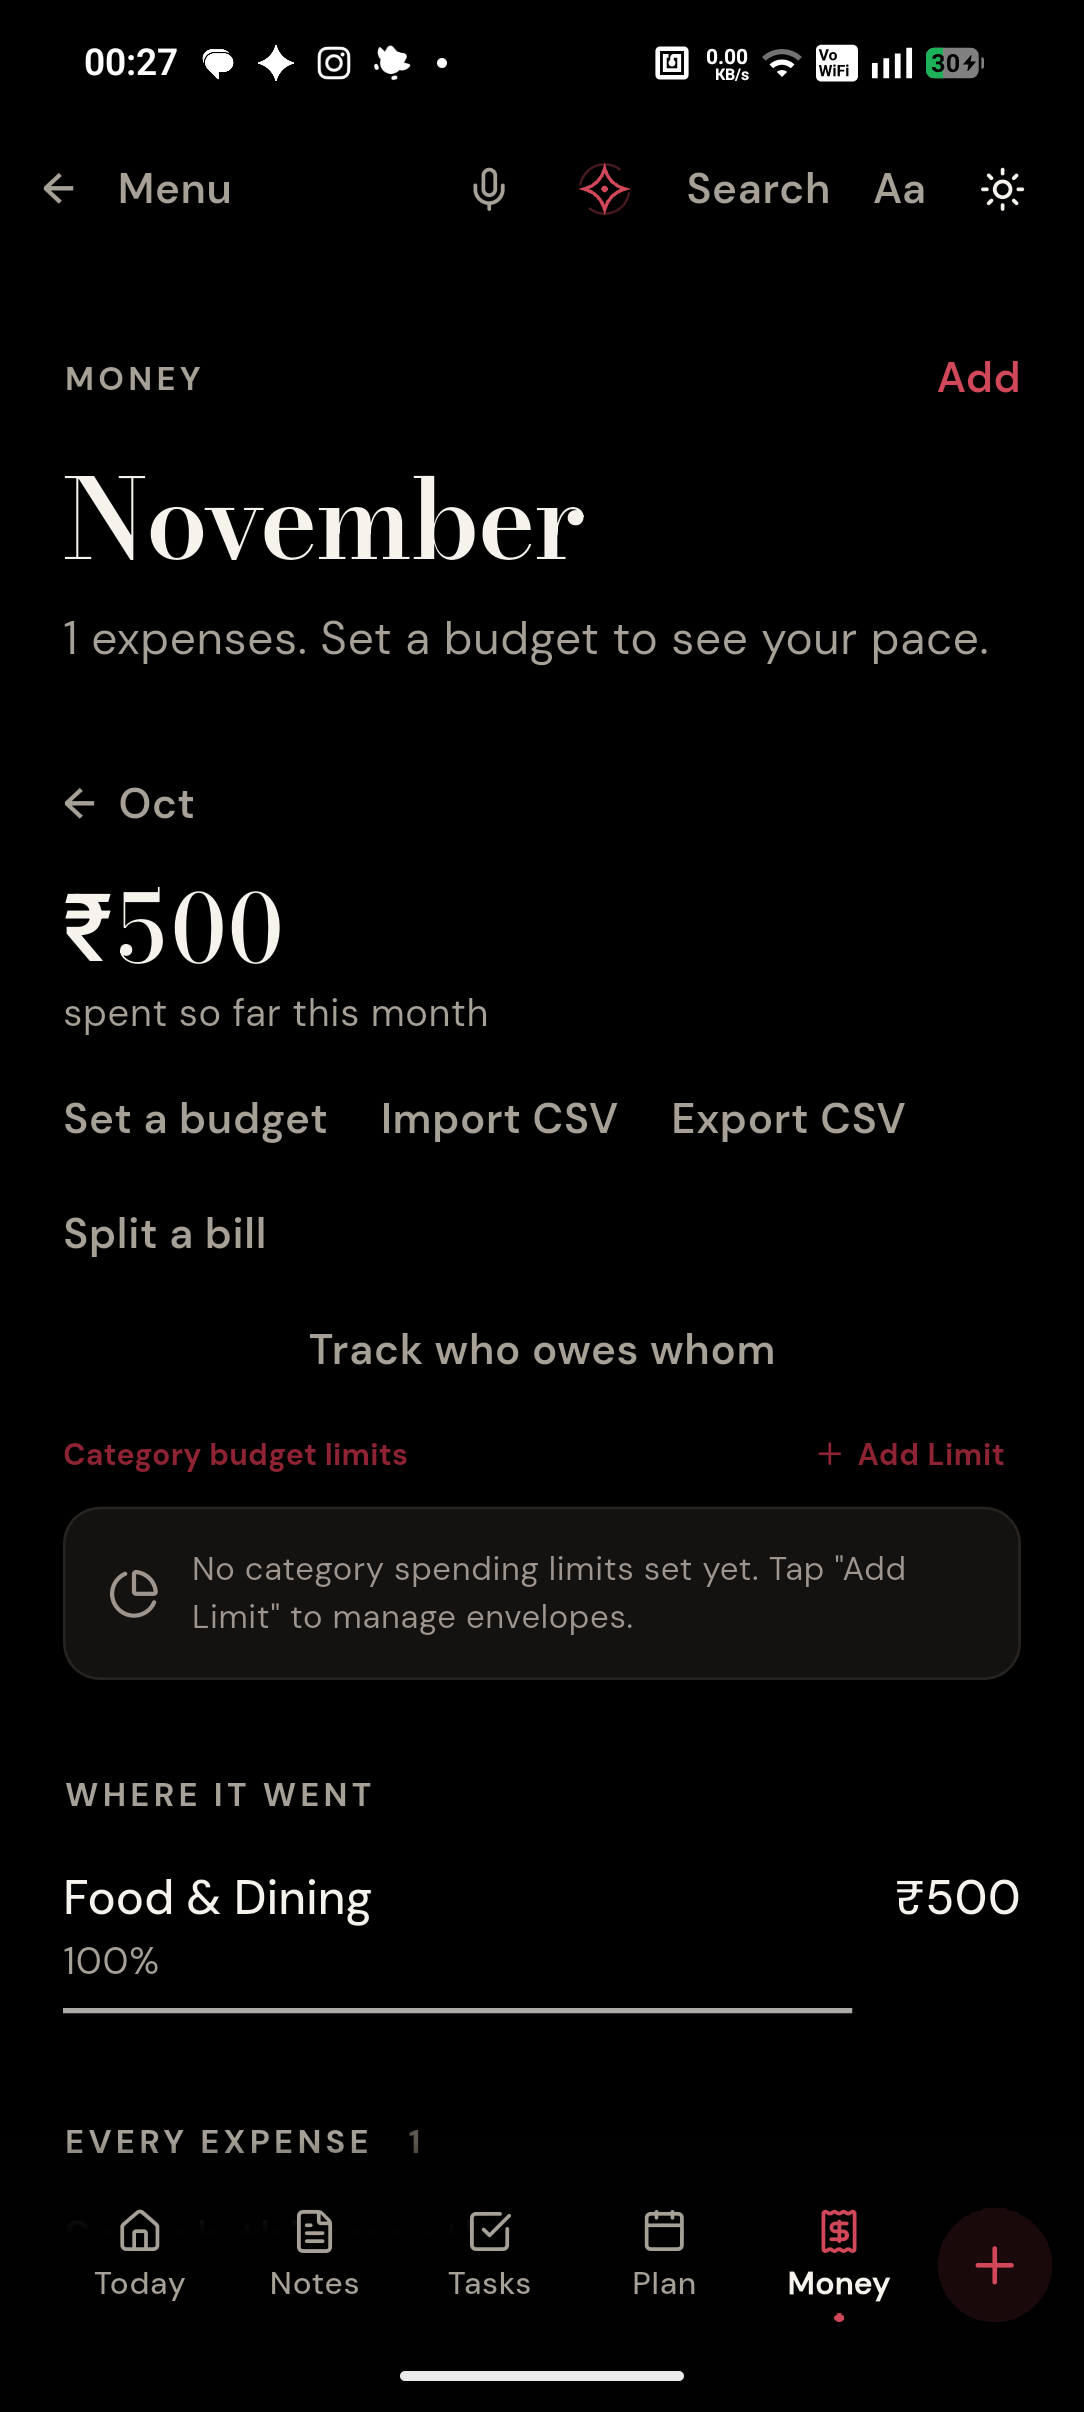 00:27
0.00
KB/s
Vo
WiFi
30
Menu
Search
Aa
MONEY
Add
November
1 expenses. Set a budget to see your pace.
Oct
₹500
spent so far this month
Set a budget
Import CSV
Export CSV
Split a bill
Track who owes whom
Category budget limits
+ Add Limit
No category spending limits set yet. Tap "Add
Limit" to manage envelopes.
WHERE IT WENT
Food & Dining
₹500
100%
EVERY EXPENSE 1
Today
Notes
Tasks
Plan
Money